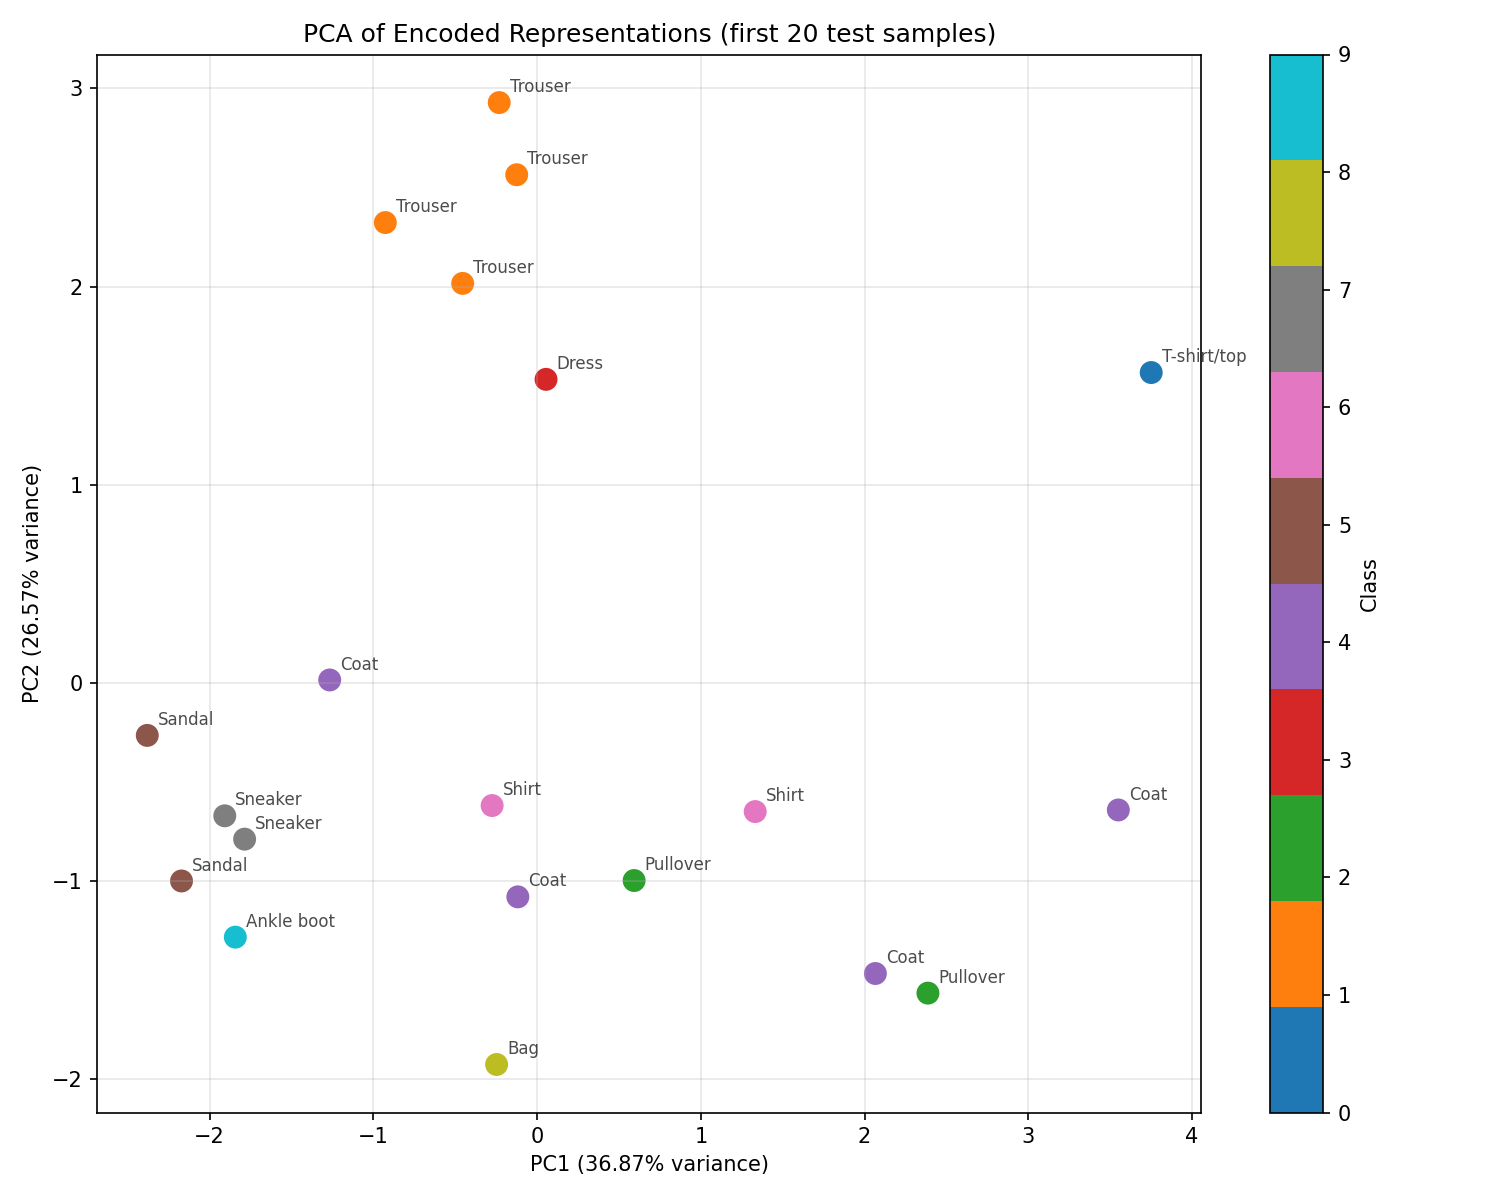 PCA of Encoded Representations (first 20 test samples)
Trouser
Trouser
Trouser
Trouser
Dress
T-shirt/top
Coat
Sandal
Shirt
Shirt
Coat
Sneaker
Sneaker
Sandal
Coat
Pullover
Ankle boot
Coat
Pullover
Bag
3
2
1
0
−1
−2
PC2 (26.57% variance)
−2
−1
0
1
2
3
4
PC1 (36.87% variance)
9
8
7
6
5
4
3
2
1
0
Class